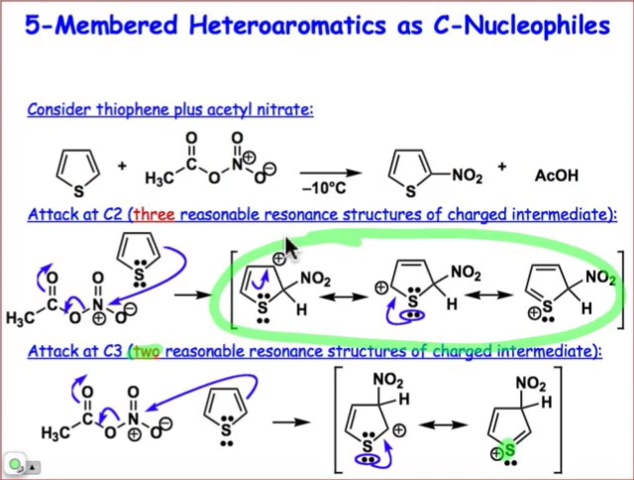 5-Membered Heteroaromatics as C-Nucleophiles
Consider thiophene plus acetyl nitrate:
S + H₃C C O O N⊕ O O⊖ −10°C S NO₂ + AcOH
Attack at C2 (three reasonable resonance structures of charged intermediate):
H₃C C O O N⊕ O O⊖ S S ⊕ NO₂ H S ⊕ NO₂ H S⊕ NO₂ H
Attack at C3 (two reasonable resonance structures of charged intermediate):
H₃C C O O N⊕ O O⊖ S S ⊕ NO₂ H S⊕ NO₂ H